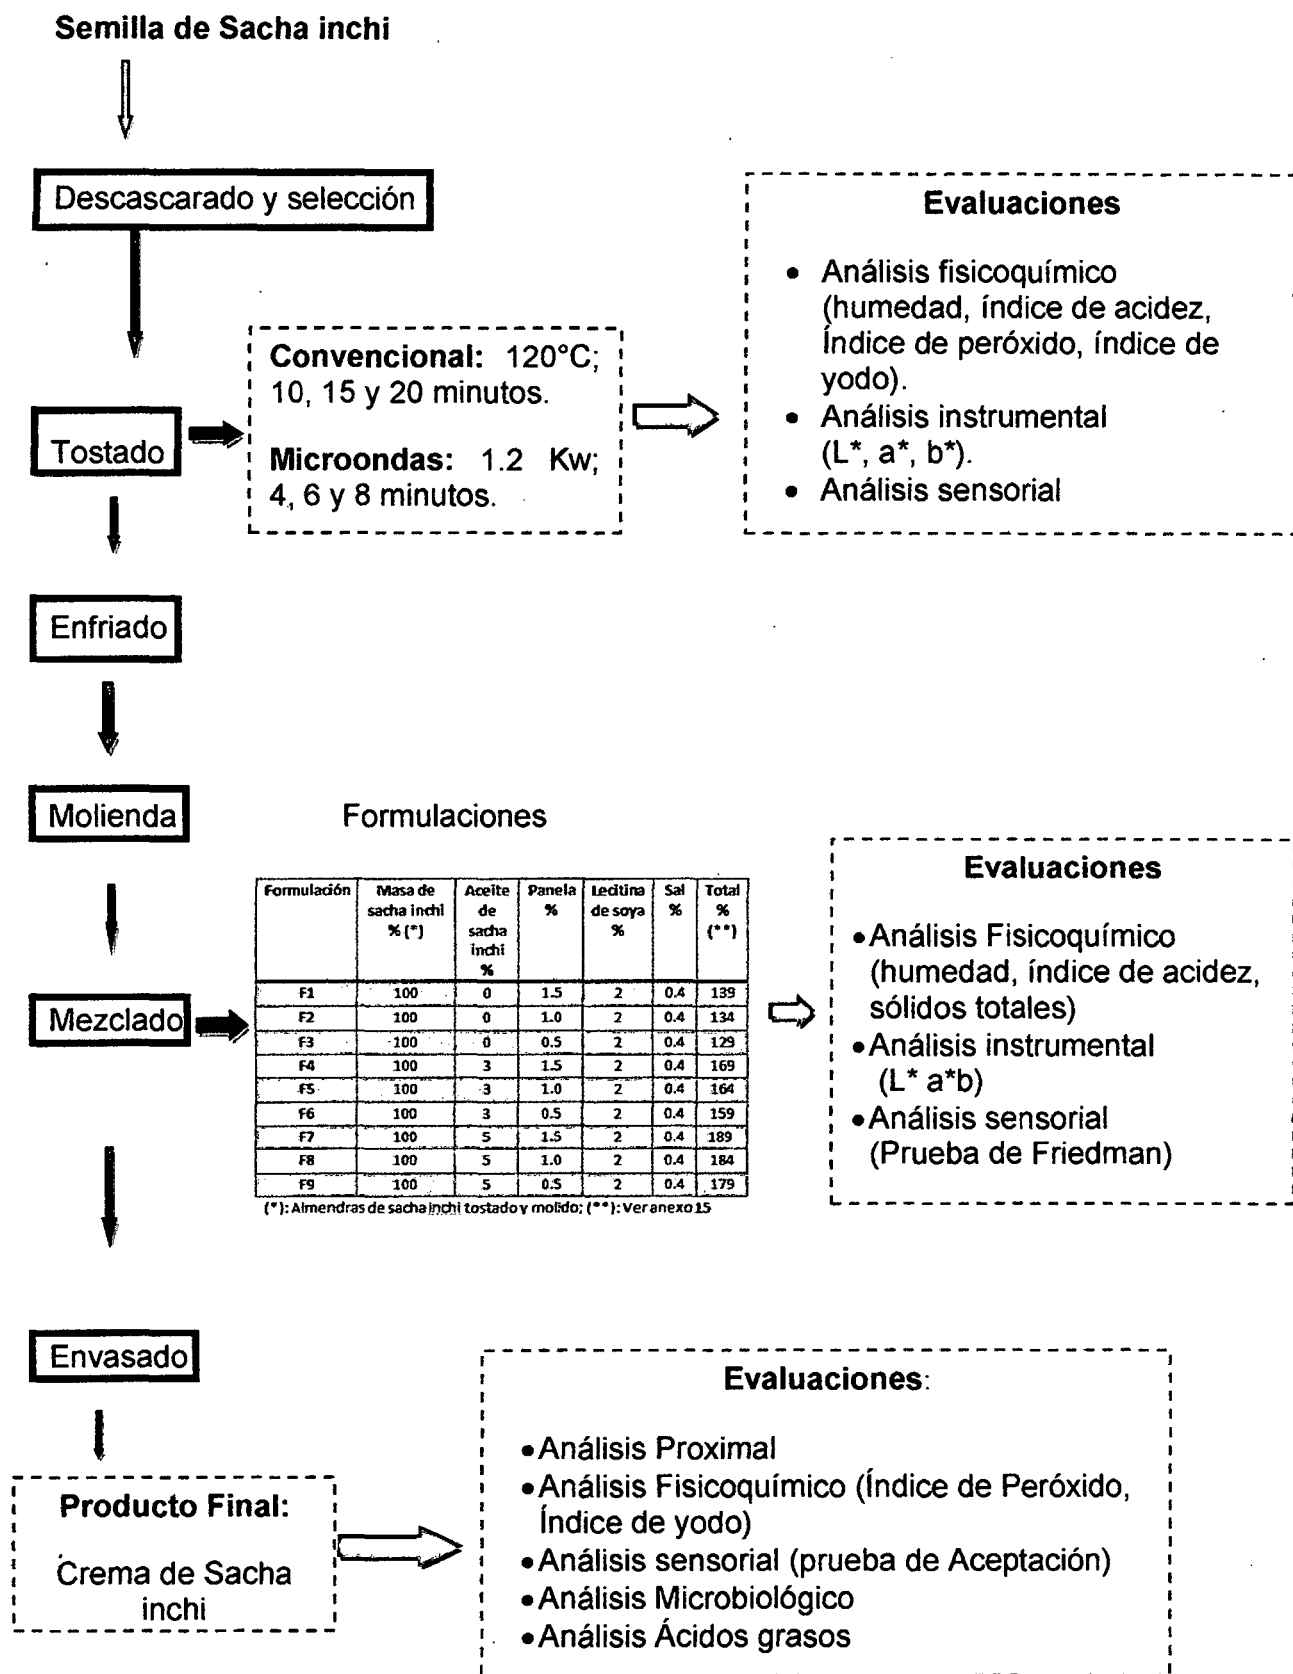 Semilla de Sacha inchi
Descascarado y selección
Evaluaciones
• Análisis fisicoquímico
(humedad, índice de acidez,
Índice de peróxido, índice de
yodo).
• Análisis instrumental
(L*, a*, b*).
• Análisis sensorial
Convencional: 120°C;
10, 15 y 20 minutos.
Microondas: 1.2 Kw;
4, 6 y 8 minutos.
Tostado
Enfriado
Molienda
Formulaciones
Mezclado
Formulación Masa de sacha inchi % (*) Aceite de sacha inchi % Panela % Lecitina de soya % Sal % Total % (**)
F1 100 0 1.5 2 0.4 139
F2 100 0 1.0 2 0.4 134
F3 100 0 0.5 2 0.4 129
F4 100 3 1.5 2 0.4 169
F5 100 3 1.0 2 0.4 164
F6 100 3 0.5 2 0.4 159
F7 100 5 1.5 2 0.4 189
F8 100 5 1.0 2 0.4 184
F9 100 5 0.5 2 0.4 179
(*): Almendras de sacha inchi tostado y molido; (**): Ver anexo 15
Evaluaciones
• Análisis Fisicoquímico
(humedad, índice de acidez,
sólidos totales)
• Análisis instrumental
(L* a*b)
• Análisis sensorial
(Prueba de Friedman)
Envasado
Producto Final:
Crema de Sacha
inchi
Evaluaciones:
• Análisis Proximal
• Análisis Fisicoquímico (Índice de Peróxido,
Índice de yodo)
• Análisis sensorial (prueba de Aceptación)
• Análisis Microbiológico
• Análisis Ácidos grasos